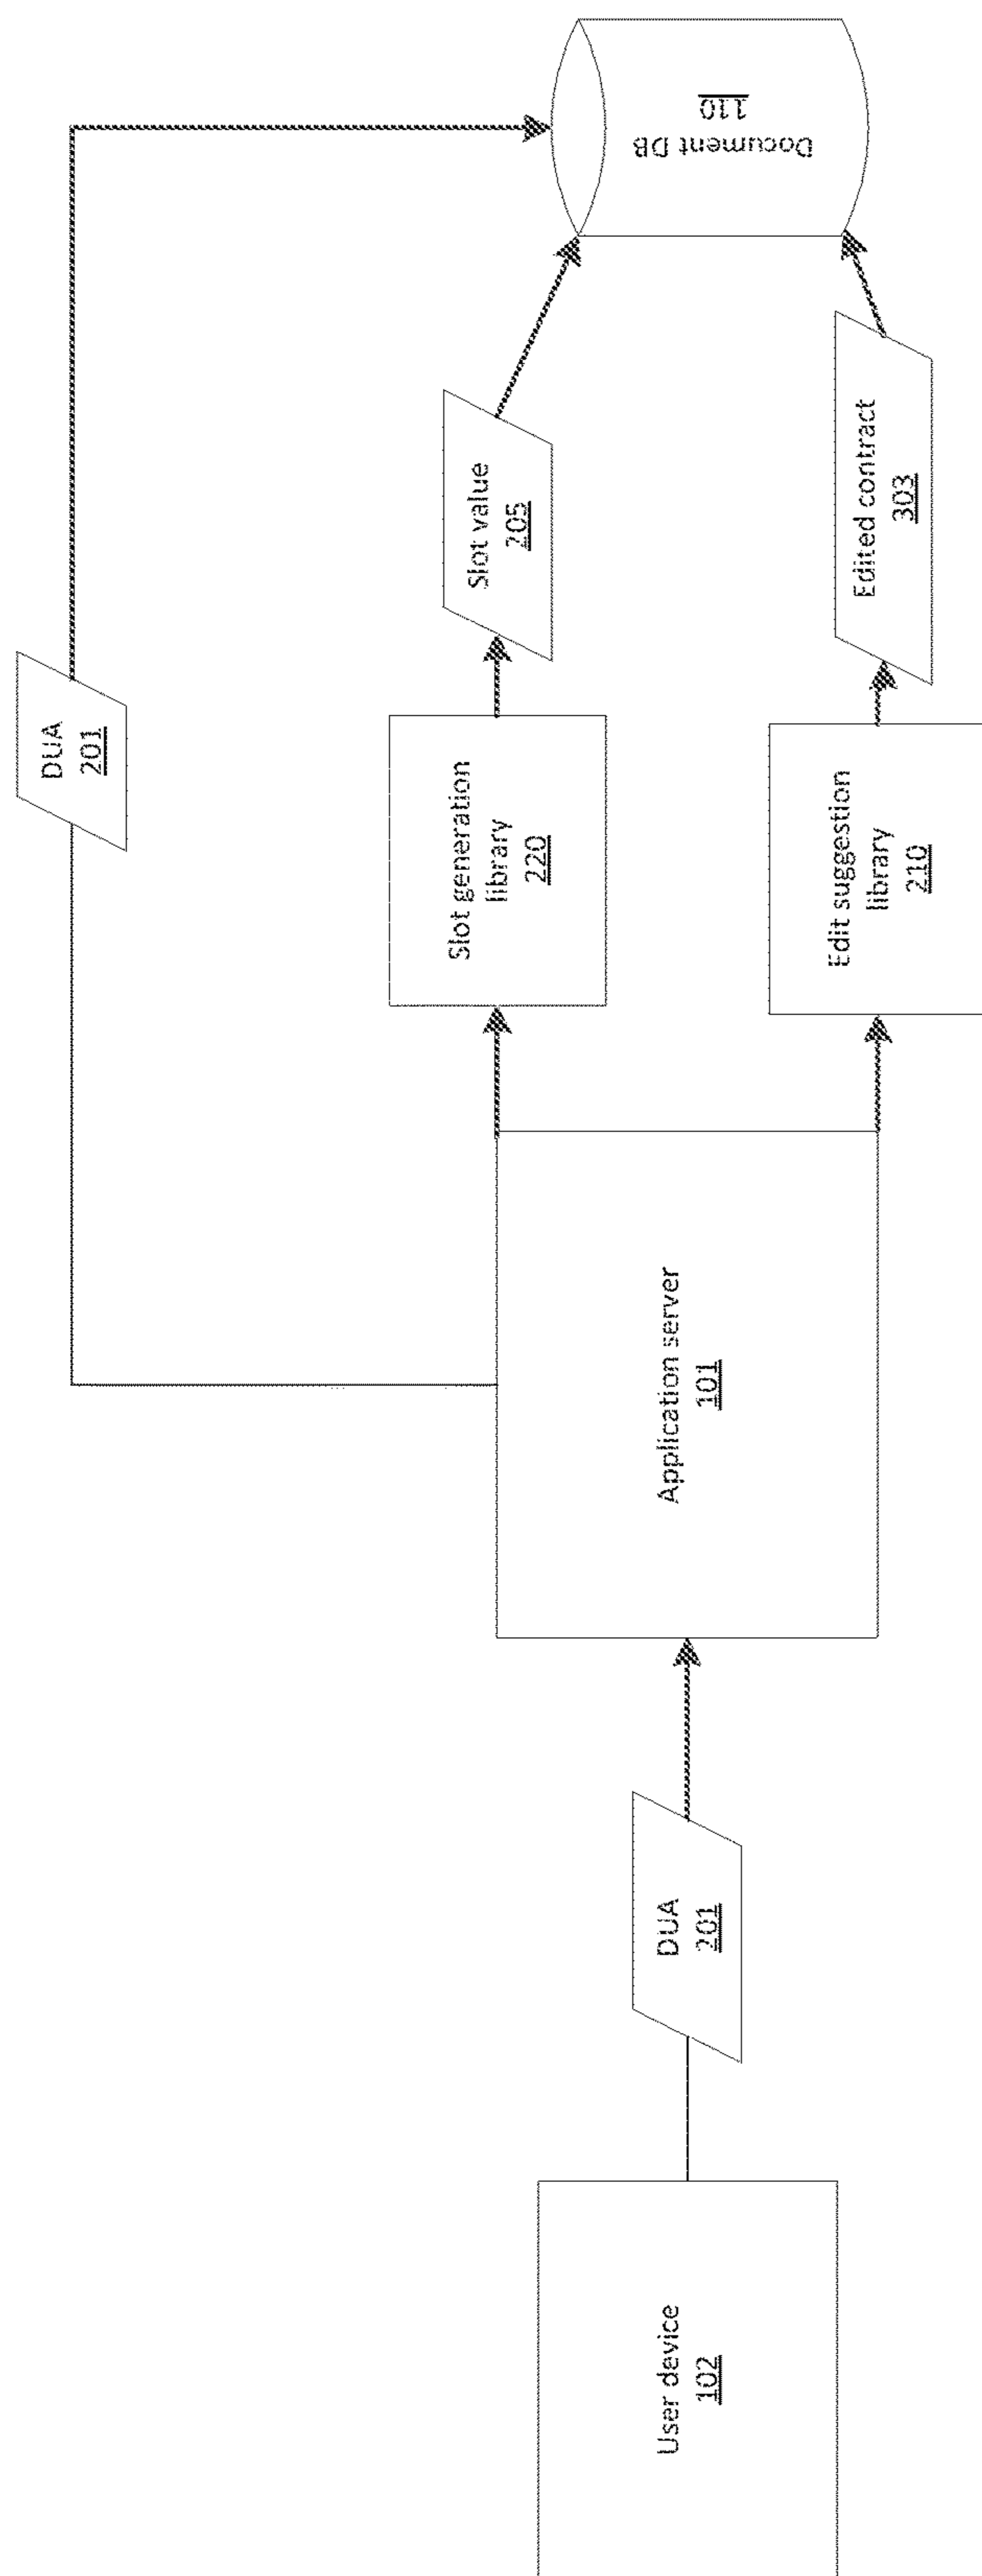 User device
102
DUA
201
Application server
101
DUA
201
Slot generation
library
220
Edit suggestion
library
210
Slot value
205
Edited contract
303
Document DB
110